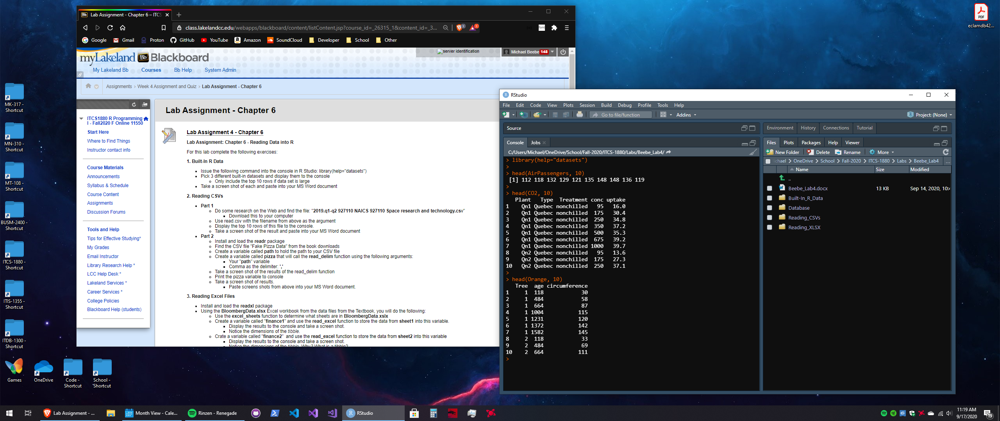 Lab Assignment - Chapter 6 – ITCS
class.lakelandcc.edu/webapps/blackboard/content/listContent.jsp?course_id=_26315_1&content_id=_3...
Google Gmail Proton GitHub YouTube Amazon SoundCloud Developer School Other
myLakeland Bb Blackboard
server identification
Michael Beebe 148
My Lakeland Bb Courses Bb Help System Admin
Assignments > Week 4 Assignment and Quiz > Lab Assignment - Chapter 6
ITCS1880 R Programming
I - Fall2020 F Online 11550
Start Here
Where to Find Things
Instructor contact info
Course Materials
Announcements
Syllabus & Schedule
Course Content
Assignments
Discussion Forums
Tools and Help
Tips for Effective Studying*
My Grades
Email Instructor
Library Research Help *
LCC Help Desk *
Lakeland Services *
Career Services *
College Policies
Blackboard Help (students)
Lab Assignment - Chapter 6
Lab Assignment 4 - Chapter 6
Lab Assignment: Chapter 6 - Reading Data into R
For this lab complete the following exercises:
1. Built-In R Data
Issue the following command into the console in R Studio: library(help="datasets")
Pick 3 different built-in datasets and display them to the console
Only include the top 10 rows if data set is large
Take a screen shot of each and paste into your MS Word document
2. Reading CSVs
Part 1
Do some research on the Web and find the file: "2019.q1-q2 927110 NAICS 927110 Space research and technology.csv"
Download this to your computer
Use read.csv with the filename from above as the argument
Display the top 10 rows of this file to the console.
Take a screen shot of the result and paste into your MS Word document
Part 2
Install and load the readr package
Find the CSV file "Fake Pizza Data" from the book downloads
Create a variable called path to hold the path to your CSV file
Create a variable called pizza that will call the read_delim function using the following arguments:
Your "path" variable
Comma as the delimiter: ','
Take a screen shot of the results of the read_delim function
Print the pizza variable to console
Take a screen shot of results.
Paste screens shots from above into your MS Word document.
3. Reading Excel Files
Install and load the readxl package
Using the BloombergData.xlsx Excel workbook from the data files from the Textbook, you will do the following:
Use the excel_sheets function to determine what sheets are in BloombergData.xslx
Create a variable called "finance1" and use the read_excel function to store the data from sheet1 into this variable.
Display the results to the console and take a screen shot.
Notice the dimensions of the tibble.
Crate a variable called "finance2" and use the read_excel function to store the data from sheet2 into this variable
Display the results to the console and take a screen shot.
Notice the dimensions of the tibble. Why? What is a tibble?
RStudio
File Edit Code View Plots Session Build Debug Profile Tools Help
Go to file/function Addins Project: (None)
Source
Console Jobs
C:/Users/Michael/OneDrive/School/Fall-2020/ITCS-1880/Labs/Beebe_Lab4/
> library(help="datasets")
>
> head(AirPassengers, 10)
[1] 112 118 132 129 121 135 148 148 136 119
>
> head(CO2, 10)
Plant Type Treatment conc uptake
1 Qn1 Quebec nonchilled 95 16.0
2 Qn1 Quebec nonchilled 175 30.4
3 Qn1 Quebec nonchilled 250 34.8
4 Qn1 Quebec nonchilled 350 37.2
5 Qn1 Quebec nonchilled 500 35.3
6 Qn1 Quebec nonchilled 675 39.2
7 Qn1 Quebec nonchilled 1000 39.7
8 Qn2 Quebec nonchilled 95 13.6
9 Qn2 Quebec nonchilled 175 27.3
10 Qn2 Quebec nonchilled 250 37.1
>
> head(Orange, 10)
Tree age circumference
1 1 118 30
2 1 484 58
3 1 664 87
4 1 1004 115
5 1 1231 120
6 1 1372 142
7 1 1582 145
8 2 118 33
9 2 484 69
10 2 664 111
>
Environment History Connections Tutorial
Files Plots Packages Help Viewer
New Folder Delete Rename More
OneDrive > School > Fall-2020 > ITCS-1880 > Labs > Beebe_Lab4 ...
Name Size Modified
..
Beebe_Lab4.docx 13 KB Sep 14, 2020, 10:4
Built-In_R_Data
Database
Reading_CSVs
Reading_XLSX
PDF
eclamdb42...
MK-317 -
Shortcut
MN-310 -
Shortcut
MT-108 -
Shortcut
BUSM-2400 -
Shortcut
ITCS-1880 -
Shortcut
ITIS-1355 -
Shortcut
ITDB-1300 -
Shortcut
Games
OneDrive
Code -
Shortcut
School -
Shortcut
Lab Assignment - ...
Month View - Cale...
Rinzen - Renegade
RStudio
11:19 AM
9/17/2020
19